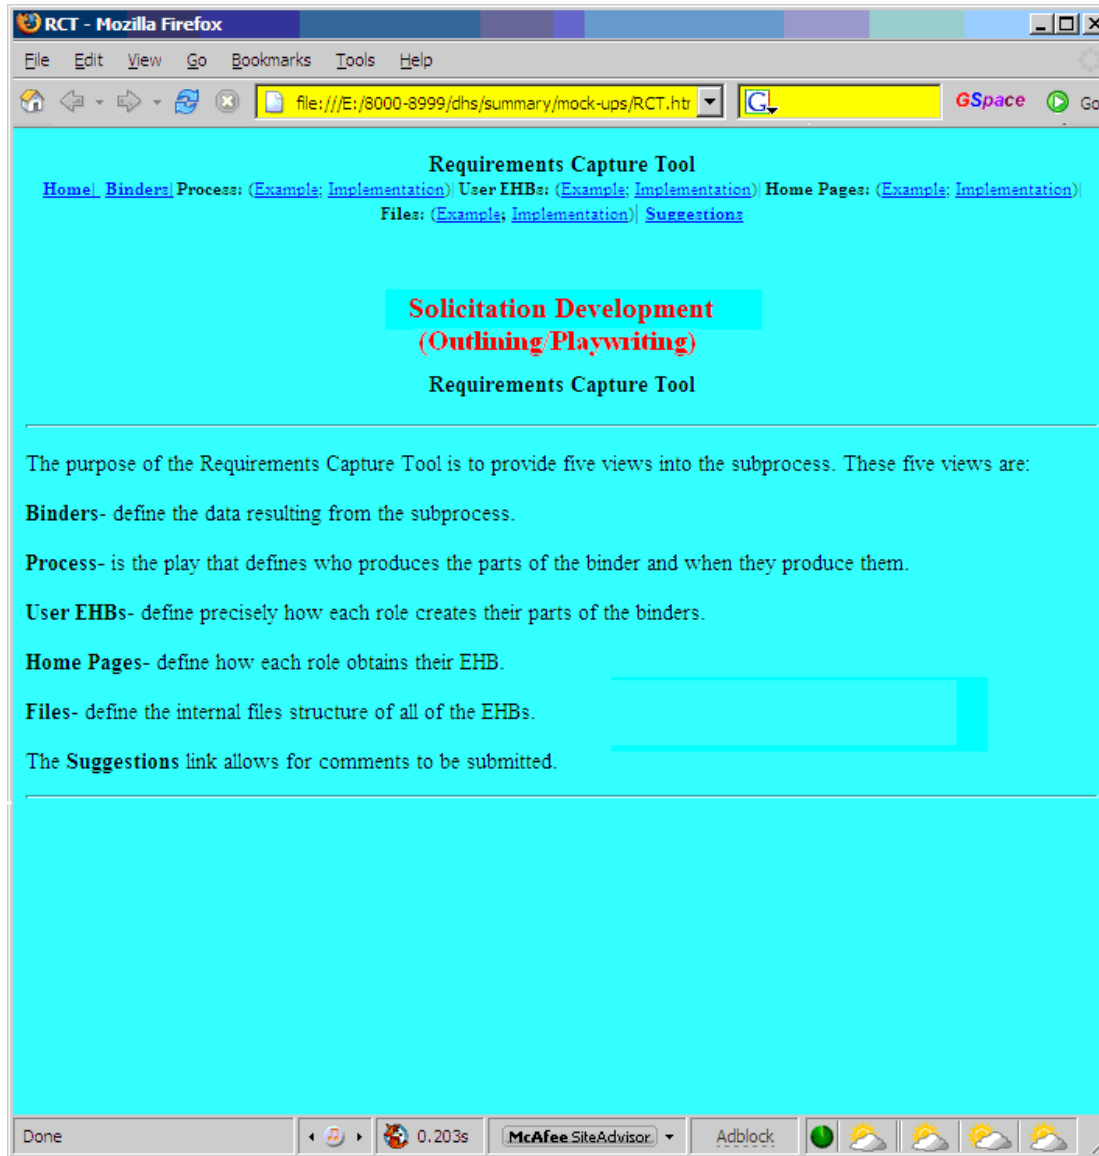 RCT - Mozilla Firefox
File Edit View Go Bookmarks Tools Help
file:///E:/8000-8999/dhs/summary/mock-ups/RCT.htr G GSpace Go
Requirements Capture Tool
Home| Binders| Process: (Example; Implementation)| User EHBs: (Example; Implementation)| Home Pages: (Example; Implementation)|
Files: (Example; Implementation)| Suggestions
Solicitation Development
(Outlining/Playwriting)
Requirements Capture Tool
The purpose of the Requirements Capture Tool is to provide five views into the subprocess. These five views are:
Binders- define the data resulting from the subprocess.
Process- is the play that defines who produces the parts of the binder and when they produce them.
User EHBs- define precisely how each role creates their parts of the binders.
Home Pages- define how each role obtains their EHB.
Files- define the internal files structure of all of the EHBs.
The Suggestions link allows for comments to be submitted.
Done 0.203s McAfee SiteAdvisor Adblock